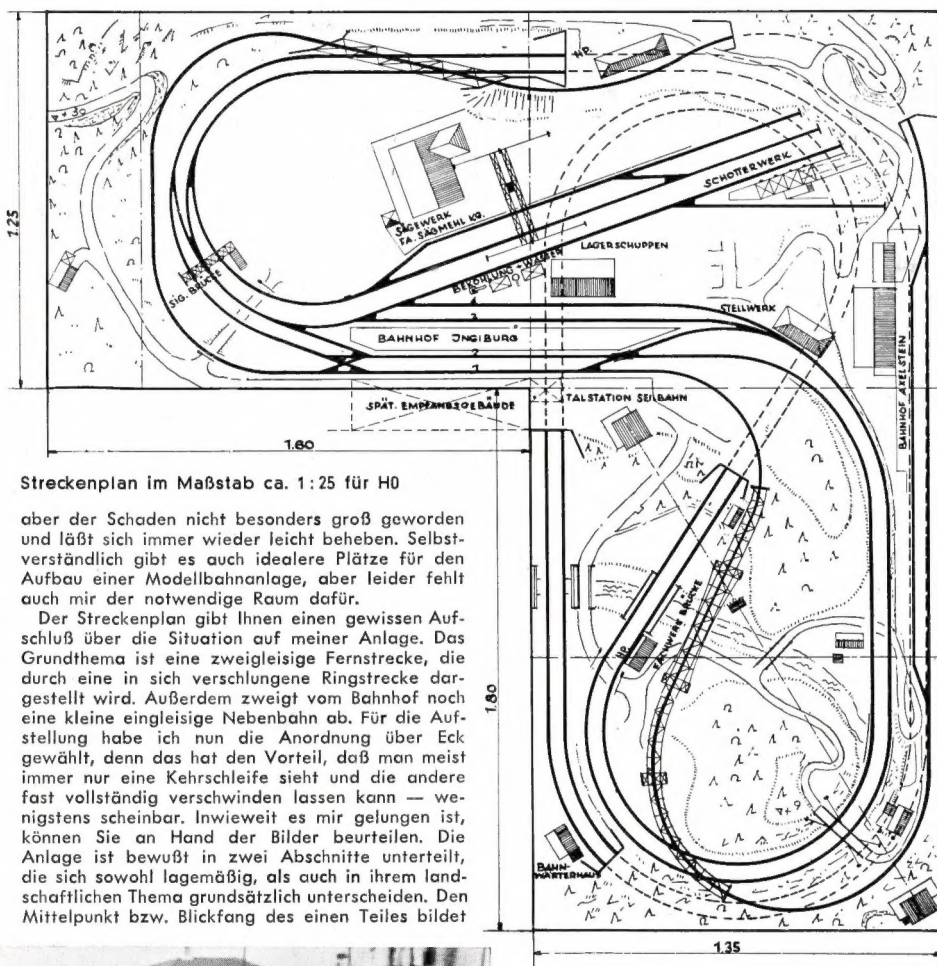 1.25
HP.
SCHOTTERWERK
SÄGEWERK
FA. SÄGMEHL KG.
LAGERSCHUPPEN
BEKOHLUNG + WASSER
SIG. BRÜCKE
STELLWERK
4
3
BAHNHOF INGIBURG
2
1
BAHNHOF AXELSTEIN
SPÄT. EMPFANGSGEBÄUDE
TALSTATION SEILBAHN
1.60
Streckenplan im Maßstab ca. 1:25 für H0
aber der Schaden nicht besonders groß geworden
und läßt sich immer wieder leicht beheben. Selbst-
verständlich gibt es auch idealere Plätze für den
Aufbau einer Modellbahnanlage, aber leider fehlt
auch mir der notwendige Raum dafür.
Der Streckenplan gibt Ihnen einen gewissen Auf-
schluß über die Situation auf meiner Anlage. Das
Grundthema ist eine zweigleisige Fernstrecke, die
durch eine in sich verschlungene Ringstrecke dar-
gestellt wird. Außerdem zweigt vom Bahnhof noch
eine kleine eingleisige Nebenbahn ab. Für die Auf-
stellung habe ich nun die Anordnung über Eck
gewählt, denn das hat den Vorteil, daß man meist
immer nur eine Kehrschleife sieht und die andere
fast vollständig verschwinden lassen kann — we-
nigstens scheinbar. Inwieweit es mir gelungen ist,
können Sie an Hand der Bilder beurteilen. Die
Anlage ist bewußt in zwei Abschnitte unterteilt,
die sich sowohl lagemäßig, als auch in ihrem land-
schaftlichen Thema grundsätzlich unterscheiden. Den
Mittelpunkt bzw. Blickfang des einen Teiles bildet
1.80
HP.
FACHWERK BRÜCKE
BAHN-
WÄRTERHAUS
1.35